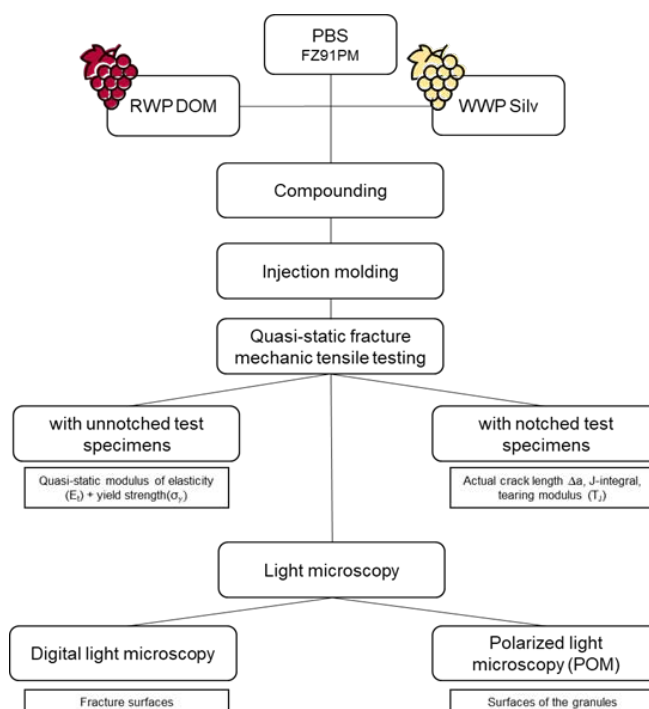 PBS
FZ91PM
RWP DOM
WWP Silv
Compounding
Injection molding
Quasi-static fracture
mechanic tensile testing
with unnotched test
specimens
with notched test
specimens
Quasi-static modulus of elasticity
(Eₜ) + yield strength(σᵧ)
Actual crack length Δa, J-integral,
tearing modulus (T_J)
Light microscopy
Digital light microscopy
Polarized light
microscopy (POM)
Fracture surfaces
Surfaces of the granules